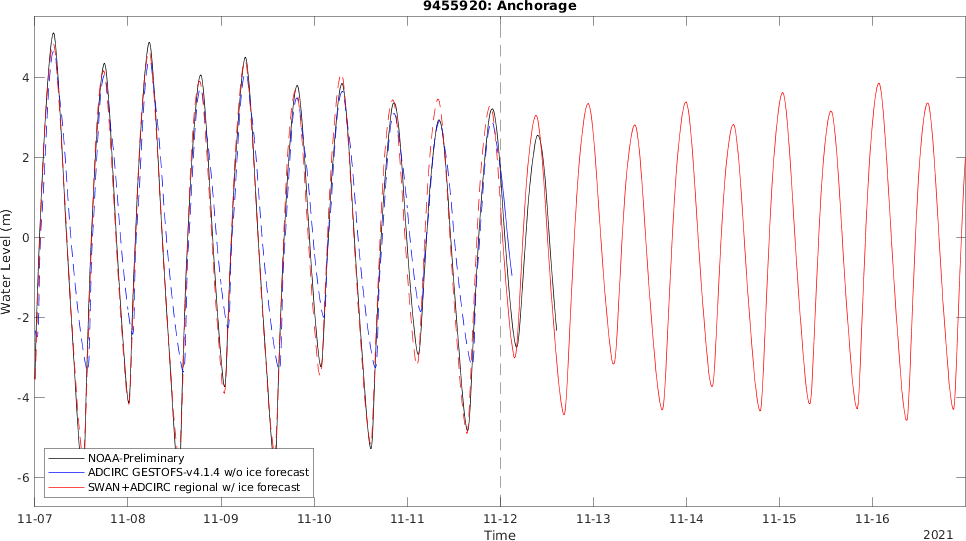 9455920: Anchorage
Water Level (m)
4
2
0
-2
-4
-6
NOAA-Preliminary
ADCIRC GESTOFS-v4.1.4 w/o ice forecast
SWAN+ADCIRC regional w/ ice forecast
11-07 11-08 11-09 11-10 11-11 11-12 11-13 11-14 11-15 11-16
Time
2021